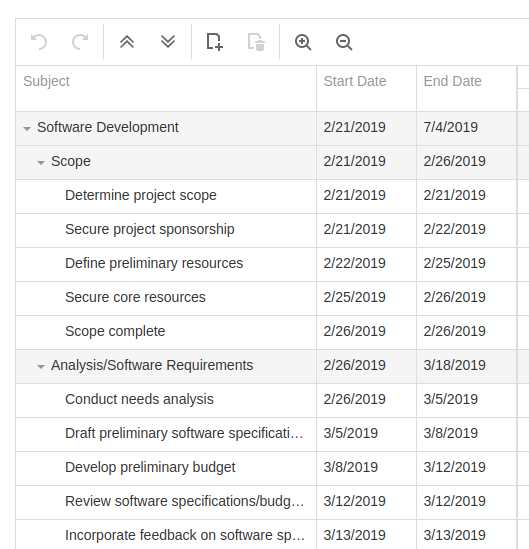 Subject Start Date End Date
Software Development 2/21/2019 7/4/2019
Scope 2/21/2019 2/26/2019
Determine project scope 2/21/2019 2/21/2019
Secure project sponsorship 2/21/2019 2/22/2019
Define preliminary resources 2/22/2019 2/25/2019
Secure core resources 2/25/2019 2/26/2019
Scope complete 2/26/2019 2/26/2019
Analysis/Software Requirements 2/26/2019 3/18/2019
Conduct needs analysis 2/26/2019 3/5/2019
Draft preliminary software specificati… 3/5/2019 3/8/2019
Develop preliminary budget 3/8/2019 3/12/2019
Review software specifications/budg… 3/12/2019 3/12/2019
Incorporate feedback on software sp… 3/13/2019 3/13/2019